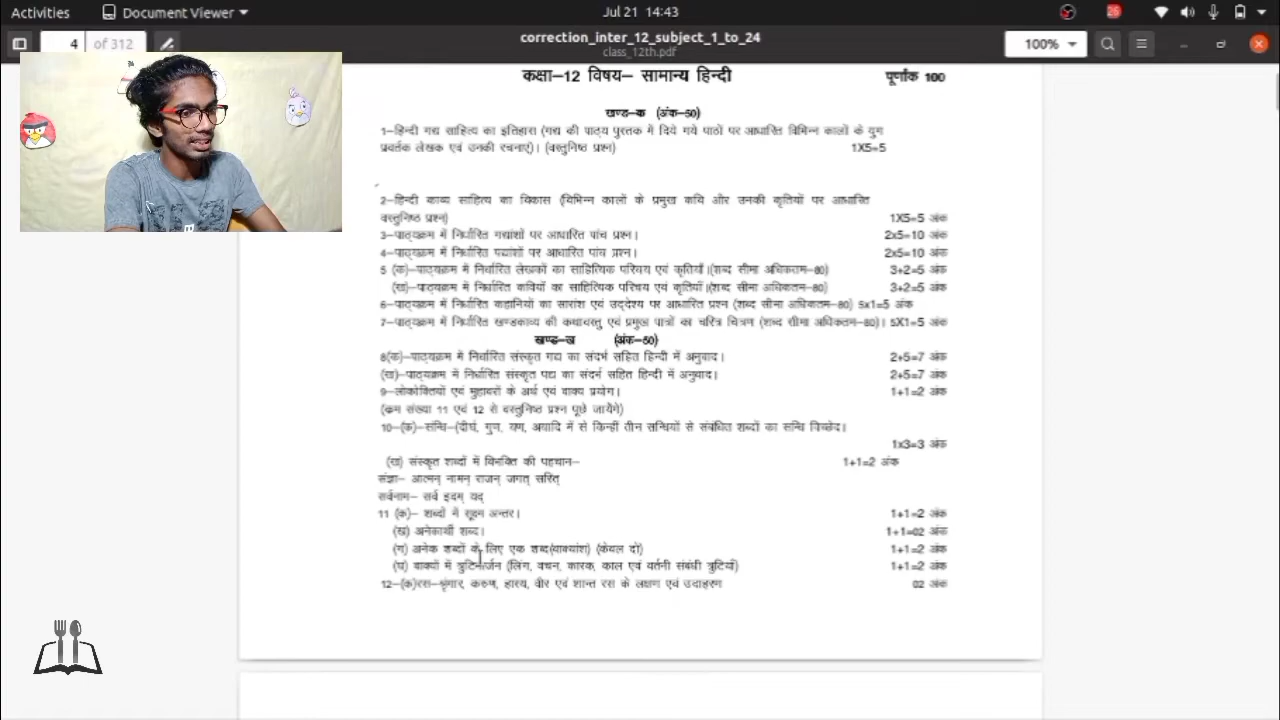 Activities
Document Viewer
Jul 21 14:43
26
4 of 312
correction_inter_12_subject_1_to_24
class_12th.pdf
100%
कक्षा–12 विषय– सामान्य हिन्दी पूर्णांक 100
खण्ड–क (अंक–50)
1–हिन्दी गद्य साहित्य का इतिहास (गद्य की पाठ्य पुस्तक में दिये गये पाठों पर आधारित विभिन्न कालों के युग
प्रवर्तक लेखक एवं उनकी रचनाएं)। (वस्तुनिष्ठ प्रश्न) 1X5=5
2–हिन्दी काव्य साहित्य का विकास (विभिन्न कालों के प्रमुख कवि और उनकी कृतियों पर आधारित
वस्तुनिष्ठ प्रश्न) 1X5=5 अंक
3–पाठ्यक्रम में निर्धारित गद्यांशों पर आधारित पांच प्रश्न। 2x5=10 अंक
4–पाठ्यक्रम में निर्धारित पद्यांशों पर आधारित पांच प्रश्न। 2x5=10 अंक
5 (क)–पाठ्यक्रम में निर्धारित लेखकों का साहित्यिक परिचय एवं कृतियाँ।(शब्द सीमा अधिकतम–80) 3+2=5 अंक
(ख)–पाठ्यक्रम में निर्धारित कवियों का साहित्यिक परिचय एवं कृतियाँ।(शब्द सीमा अधिकतम–80) 3+2=5 अंक
6–पाठ्यक्रम में निर्धारित कहानियों का सारांश एवं उद्देश्य पर आधारित प्रश्न (शब्द सीमा अधिकतम–80) 5x1=5 अंक
7–पाठ्यक्रम में निर्धारित खण्डकाव्य की कथावस्तु एवं प्रमुख पात्रों का चरित्र चित्रण (शब्द सीमा अधिकतम–80)। 5X1=5 अंक
खण्ड–ख (अंक–50)
8(क)–पाठ्यक्रम में निर्धारित संस्कृत गद्य का संदर्भ सहित हिन्दी में अनुवाद। 2+5=7 अंक
(ख)–पाठ्यक्रम में निर्धारित संस्कृत पद्य का संदर्भ सहित हिन्दी में अनुवाद। 2+5=7 अंक
9–लोकोक्तियों एवं मुहावरों के अर्थ एवं वाक्य प्रयोग। 1+1=2 अंक
(क्रम संख्या 11 एवं 12 से वस्तुनिष्ठ प्रश्न पूछे जायेंगे)
10–(क)–सन्धि–(दीर्घ, गुण, यण, अयादि में से किन्हीं तीन सन्धियों से संबंधित शब्दों का सन्धि विच्छेद।
1x3=3 अंक
(ख) संस्कृत शब्दों में विभक्ति की पहचान– 1+1=2 अंक
संज्ञा– आत्मन् नामन् राजन् जगत् सरित्
सर्वनाम– सर्व इदम् यद्
11 (क)– शब्दों में सूक्ष्म अन्तर। 1+1=2 अंक
(ख) अनेकार्थी शब्द। 1+1=02 अंक
(ग) अनेक शब्दों के लिए एक शब्द(वाक्यांश) (केवल दो) 1+1=2 अंक
(घ) वाक्यों में त्रुटिमार्जन (लिंग, वचन, कारक, काल एवं वर्तनी संबंधी त्रुटियाँ) 1+1=2 अंक
12–(क)रस–श्रृंगार, करुण, हास्य, वीर एवं शान्त रस के लक्षण एवं उदाहरण 02 अंक